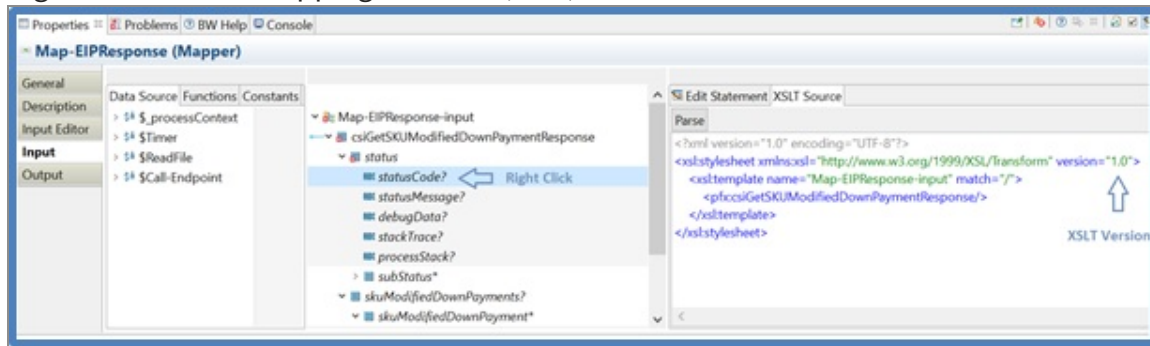 Properties Problems BW Help Console
Map-EIPResponse (Mapper)
General
Description
Input Editor
Input
Output
Data Source Functions Constants
$_processContext
$Timer
$ReadFile
$Call-Endpoint
Map-EIPResponse-input
csiGetSKUModifiedDownPaymentResponse
status
statusCode?
Right Click
statusMessage?
debugData?
stackTrace?
processStack?
subStatus*
skuModifiedDownPayments?
skuModifiedDownPayment*
Edit Statement XSLT Source
Parse
<?xml version="1.0" encoding="UTF-8"?>
<xsl:stylesheet xmlns:xsl="http://www.w3.org/1999/XSL/Transform" version="1.0">
<xsl:template name="Map-EIPResponse-input" match="/">
<pfx:csiGetSKUModifiedDownPaymentResponse/>
</xsl:template>
</xsl:stylesheet>
XSLT Version